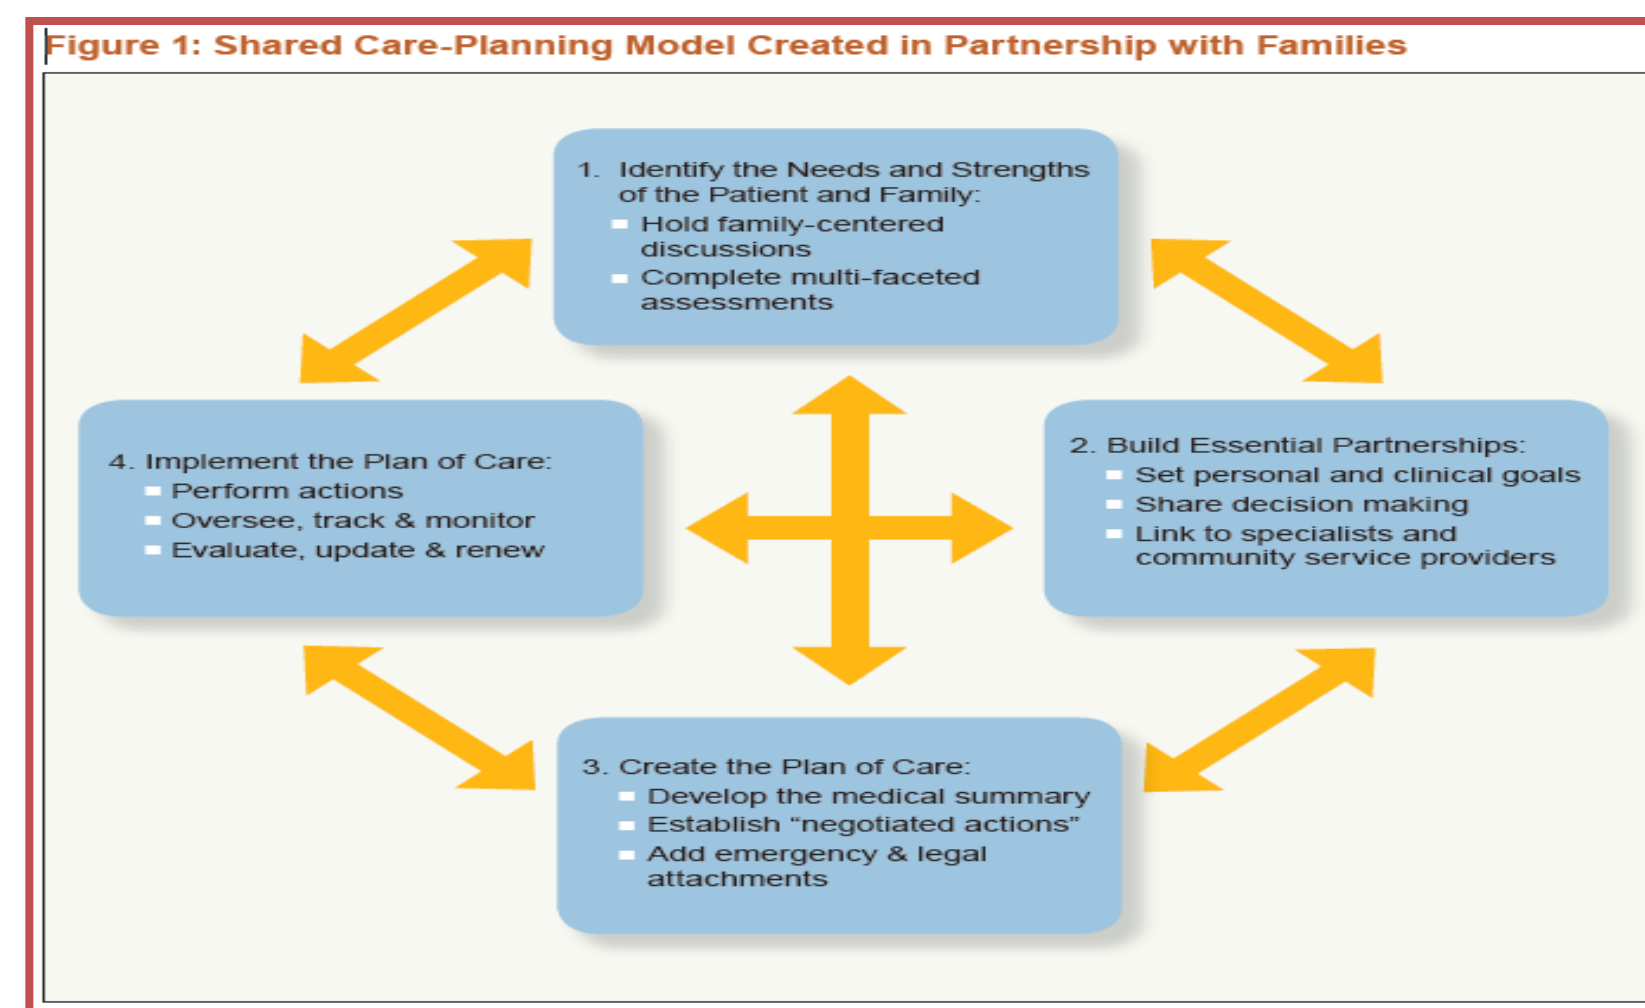 Figure 1: Shared Care-Planning Model Created in Partnership with Families
1. Identify the Needs and Strengths
of the Patient and Family:
Hold family-centered
discussions
Complete multi-faceted
assessments
2. Build Essential Partnerships:
Set personal and clinical goals
Share decision making
Link to specialists and
community service providers
3. Create the Plan of Care:
Develop the medical summary
Establish “negotiated actions”
Add emergency & legal
attachments
4. Implement the Plan of Care:
Perform actions
Oversee, track & monitor
Evaluate, update & renew